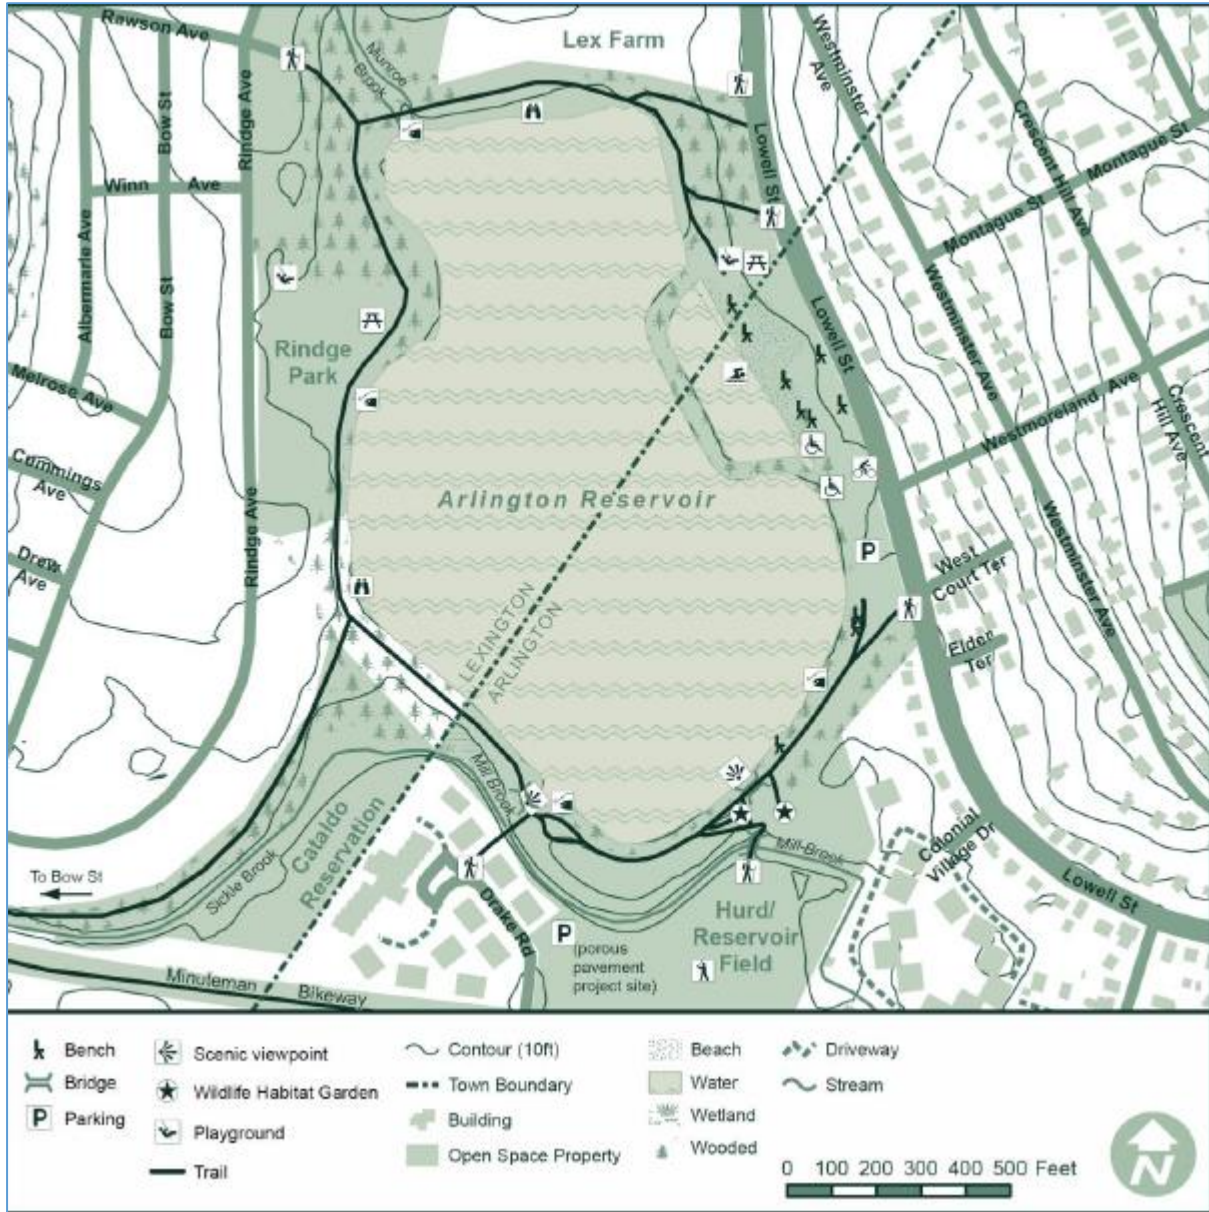 Rawson Ave
Lex Farm
Munroe
Brook
Westminster
Ave
Bow St
Rindge Ave
Lowell St
Crescent Hill Ave
Montague St
Winn Ave
Montague St
Albermarle Ave
Bow St
Rindge
Park
Lowell St
Westminster Ave
Melrose Ave
Westmoreland Ave
Crescent
Hill Ave
Cummings
Ave
Arlington Reservoir
Rindge Ave
Westminster Ave
Drew
Ave
P
West
Court Ter
LEXINGTON
ARLINGTON
Elder
Ter
Mill Brook
Cataldo
Reservation
Mill Brook
Colonial
Village Dr
To Bow St
Sickle Brook
Lowell St
Drake Rd
Hurd/
Reservoir
Field
P
(porous
pavement
project site)
Minuteman Bikeway
Bench
Bridge
P Parking
Scenic viewpoint
Wildlife Habitat Garden
Playground
Trail
Contour (10ft)
Town Boundary
Building
Open Space Property
Beach
Water
Wetland
Wooded
Driveway
Stream
0 100 200 300 400 500 Feet
N